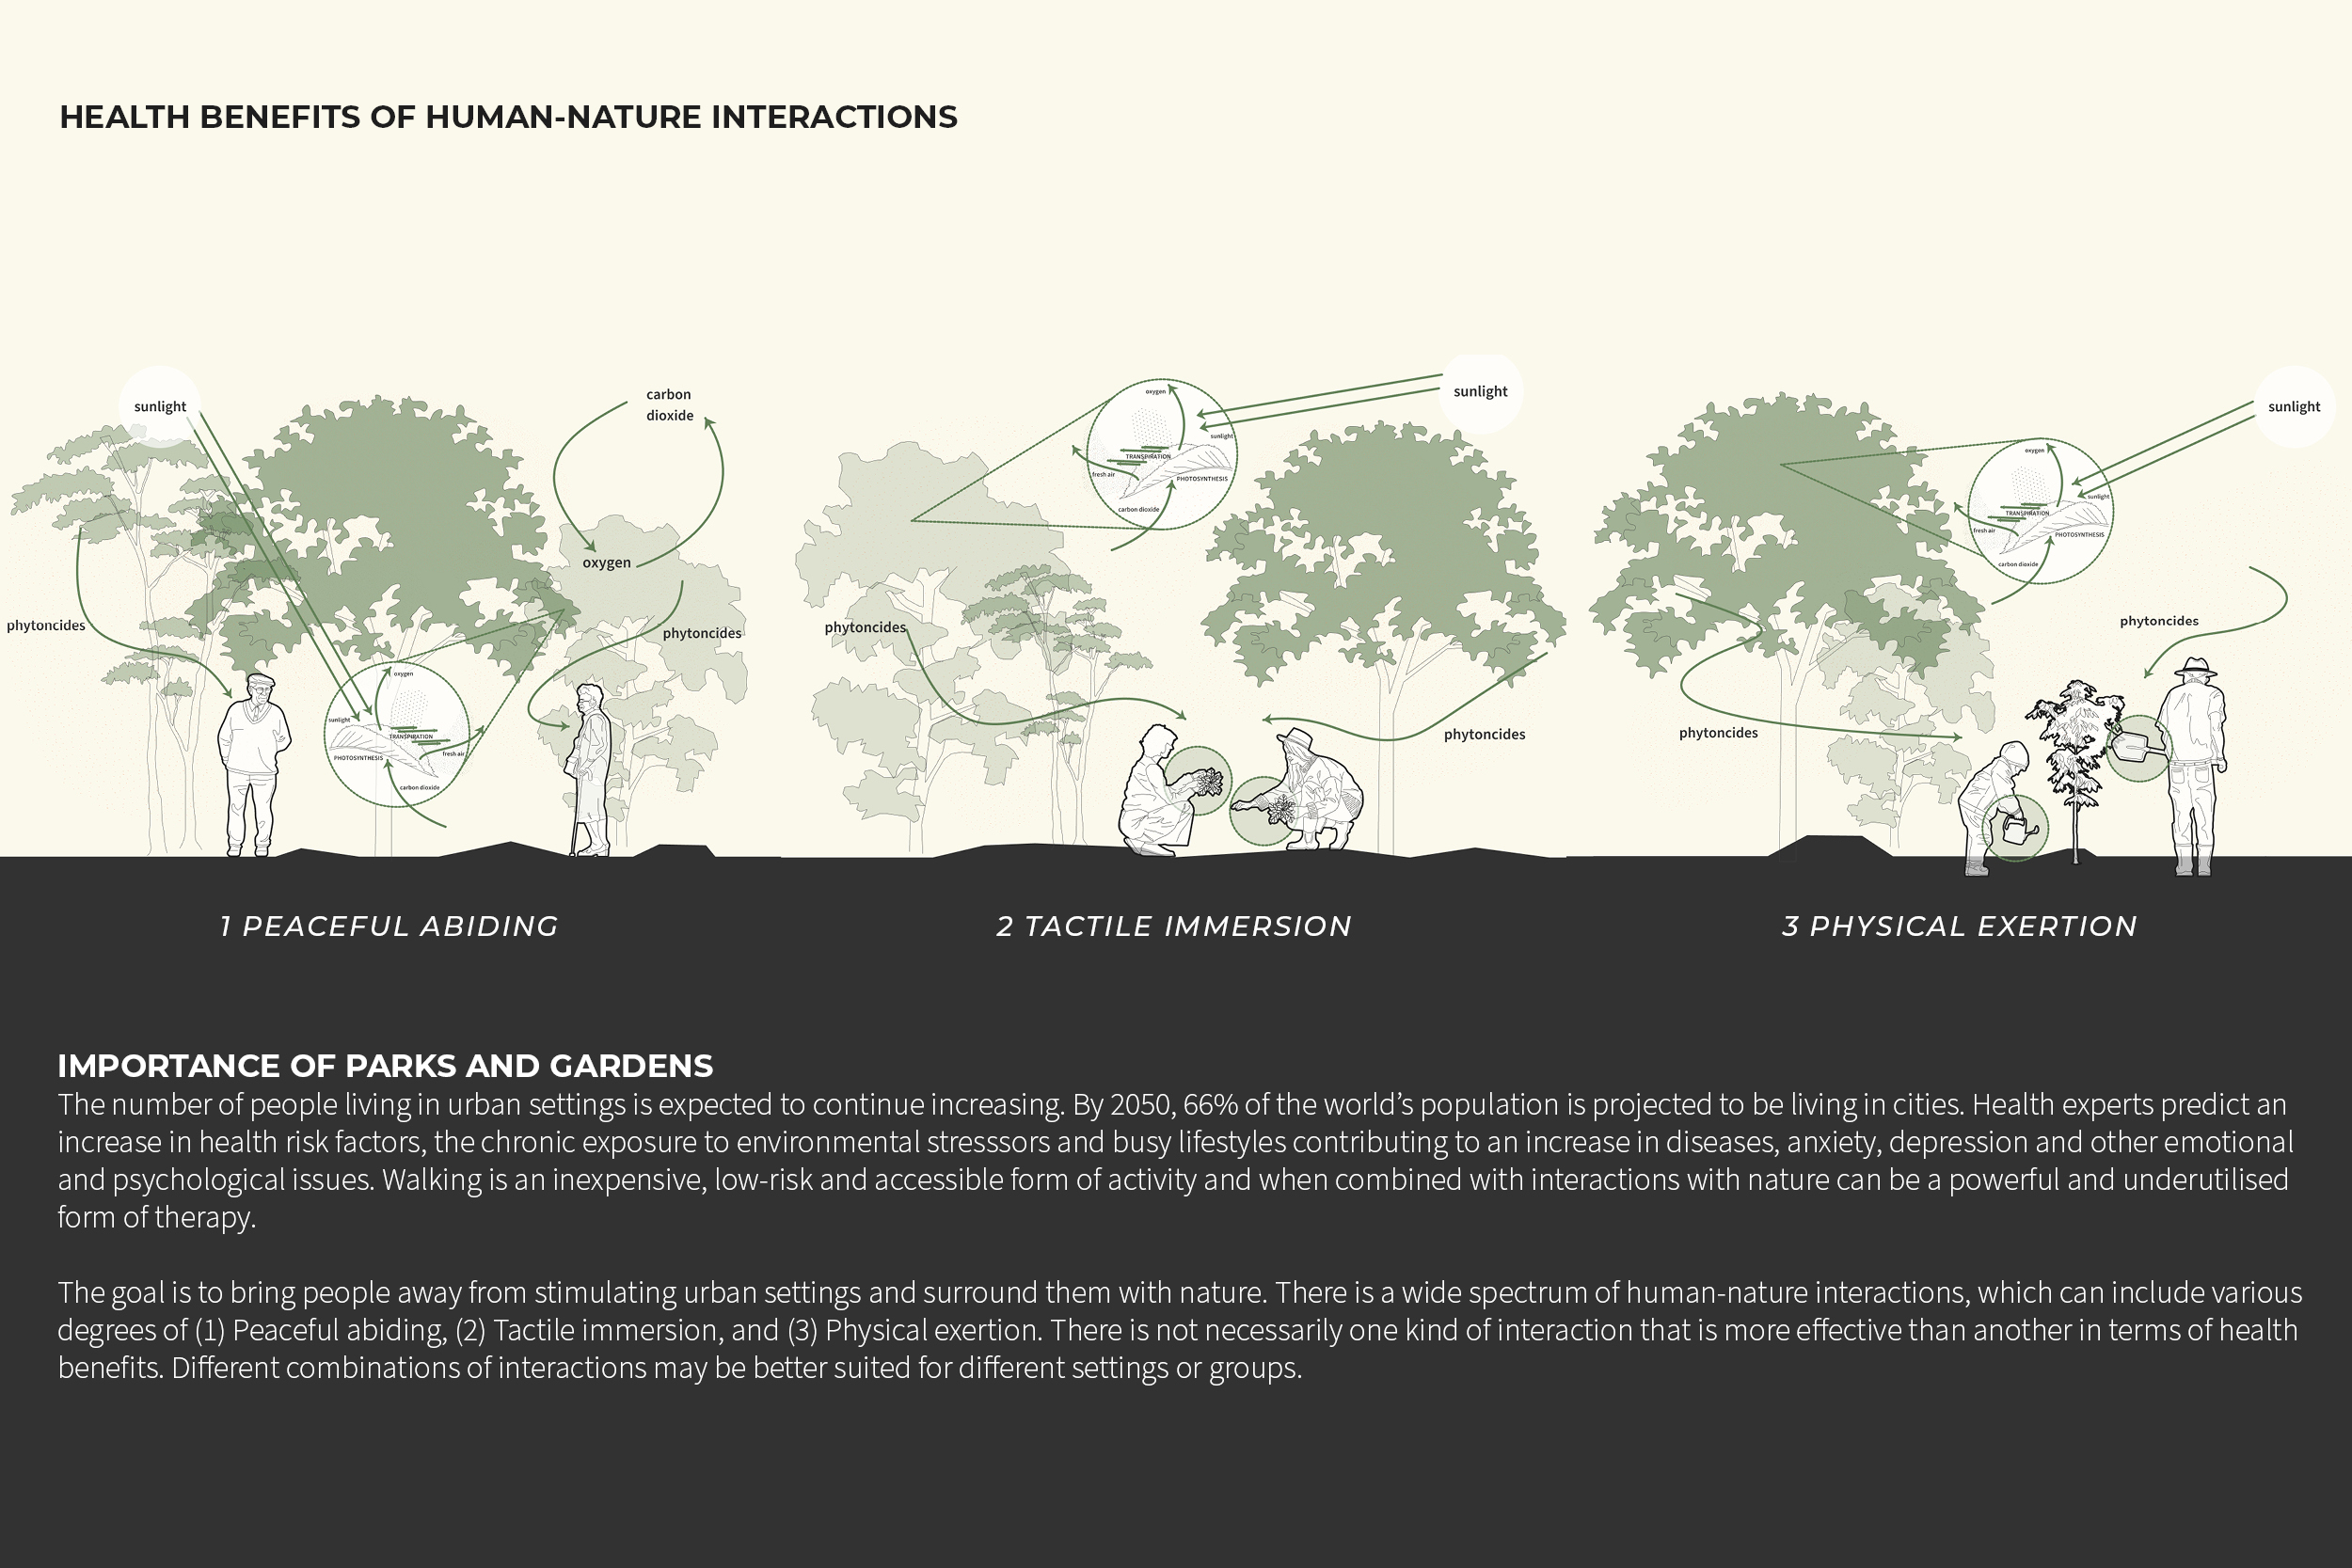 HEALTH BENEFITS OF HUMAN-NATURE INTERACTIONS
sunlight
carbon
dioxide
oxygen
phytoncides
phytoncides
oxygen
sunlight
TRANSPIRATION
fresh air
PHOTOSYNTHESIS
carbon dioxide
1 PEACEFUL ABIDING
sunlight
oxygen
sunlight
TRANSPIRATION
fresh air
PHOTOSYNTHESIS
carbon dioxide
phytoncides
phytoncides
2 TACTILE IMMERSION
sunlight
oxygen
sunlight
TRANSPIRATION
fresh air
PHOTOSYNTHESIS
carbon dioxide
phytoncides
phytoncides
3 PHYSICAL EXERTION
IMPORTANCE OF PARKS AND GARDENS
The number of people living in urban settings is expected to continue increasing. By 2050, 66% of the world’s population is projected to be living in cities. Health experts predict an
increase in health risk factors, the chronic exposure to environmental stresssors and busy lifestyles contributing to an increase in diseases, anxiety, depression and other emotional
and psychological issues. Walking is an inexpensive, low-risk and accessible form of activity and when combined with interactions with nature can be a powerful and underutilised
form of therapy.
The goal is to bring people away from stimulating urban settings and surround them with nature. There is a wide spectrum of human-nature interactions, which can include various
degrees of (1) Peaceful abiding, (2) Tactile immersion, and (3) Physical exertion. There is not necessarily one kind of interaction that is more effective than another in terms of health
benefits. Different combinations of interactions may be better suited for different settings or groups.